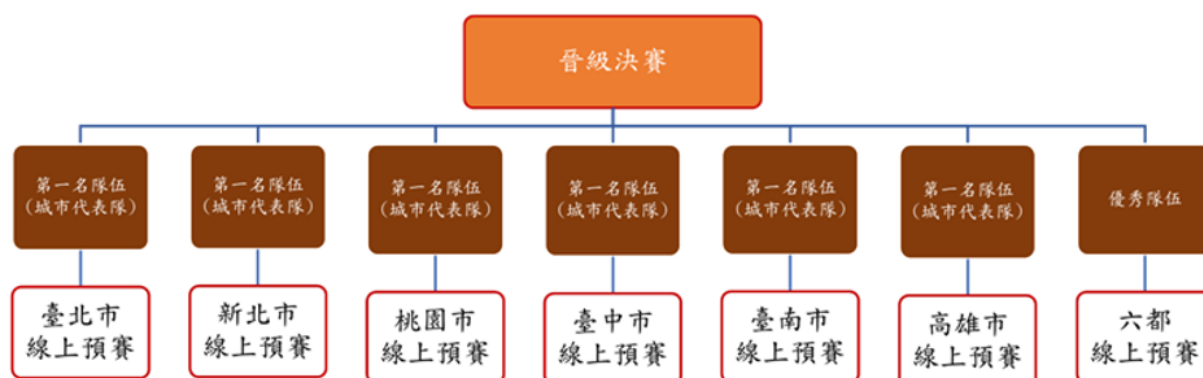 晉級決賽
第一名隊伍
(城市代表隊)
第一名隊伍
(城市代表隊)
第一名隊伍
(城市代表隊)
第一名隊伍
(城市代表隊)
第一名隊伍
(城市代表隊)
第一名隊伍
(城市代表隊)
優秀隊伍
臺北市
線上預賽
新北市
線上預賽
桃園市
線上預賽
臺中市
線上預賽
臺南市
線上預賽
高雄市
線上預賽
六都
線上預賽